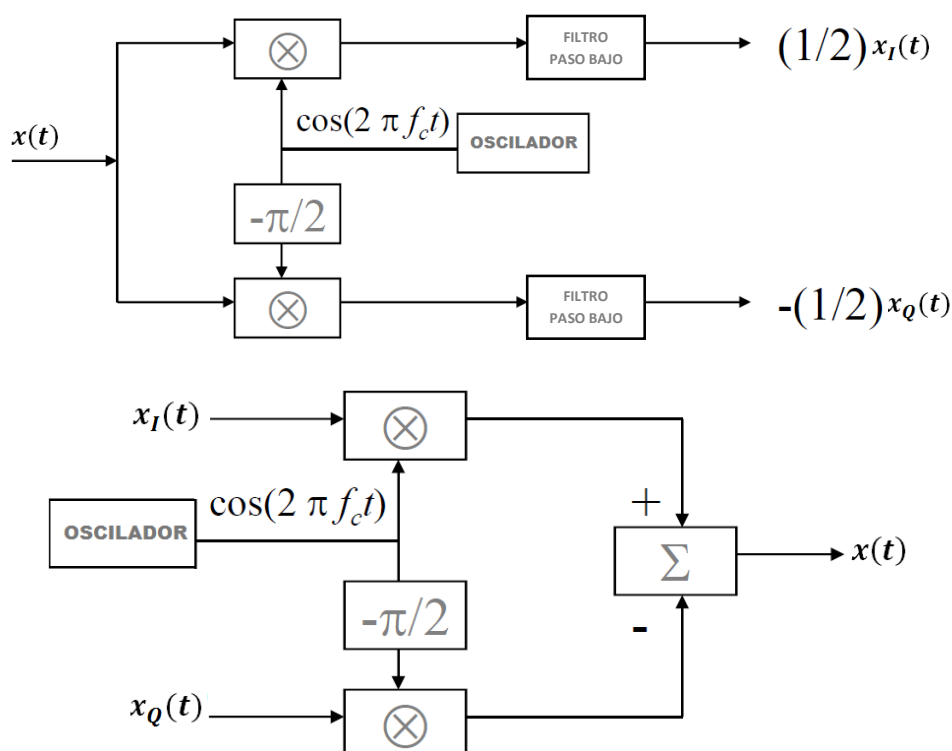 FILTRO
PASO BAJO
(1/2) x_I(t)
x(t)
cos(2 π f_c t)
OSCILADOR
-π/2
FILTRO
PASO BAJO
-(1/2) x_Q(t)
x_I(t)
cos(2 π f_c t)
OSCILADOR
+
Σ
x(t)
-π/2
-
x_Q(t)